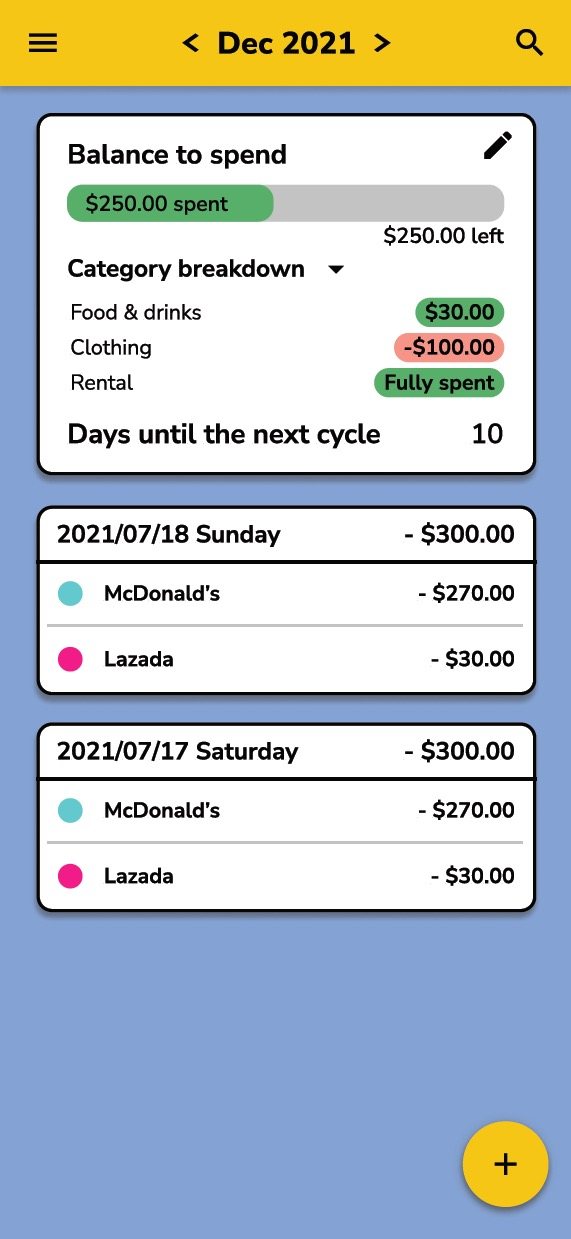 < Dec 2021 >
Balance to spend
$250.00 spent
$250.00 left
Category breakdown
Food & drinks $30.00
Clothing -$100.00
Rental Fully spent
Days until the next cycle 10
2021/07/18 Sunday - $300.00
McDonald's - $270.00
Lazada - $30.00
2021/07/17 Saturday - $300.00
McDonald's - $270.00
Lazada - $30.00
+